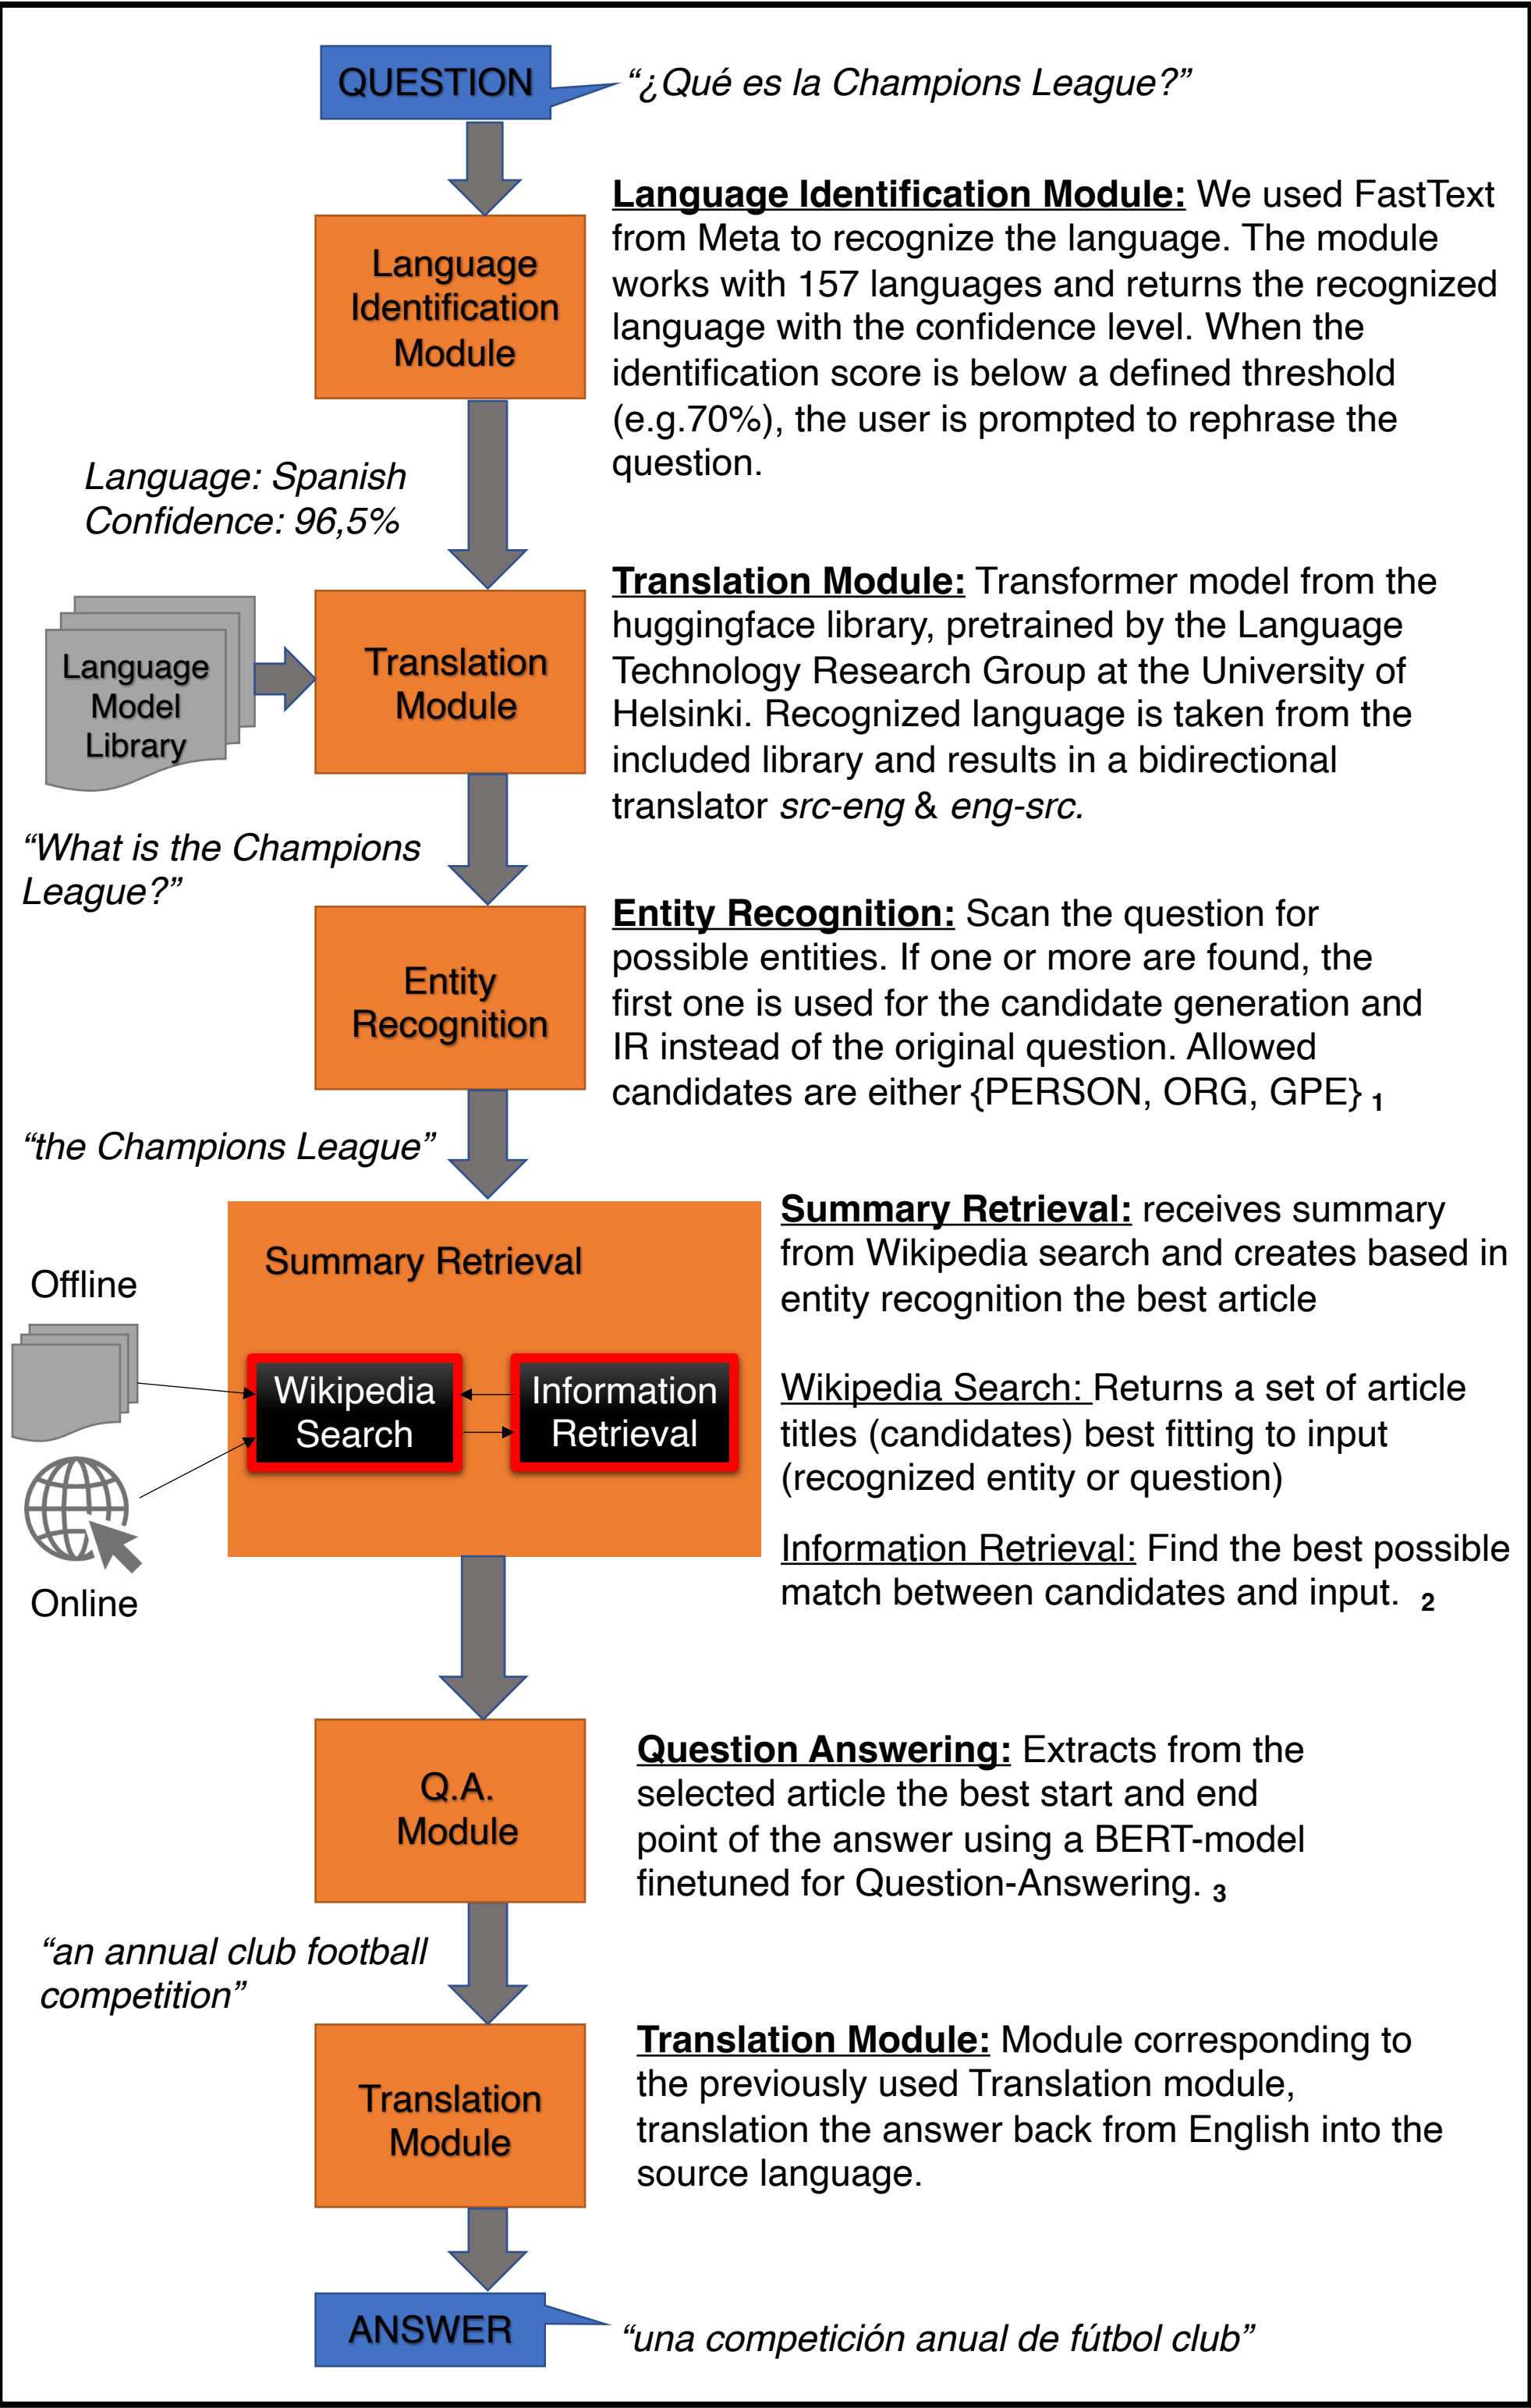 QUESTION
“¿Qué es la Champions League?”
Language
Identification
Module
Language Identification Module: We used FastText
from Meta to recognize the language. The module
works with 157 languages and returns the recognized
language with the confidence level. When the
identification score is below a defined threshold
(e.g.70%), the user is prompted to rephrase the
question.
Language: Spanish
Confidence: 96,5%
Language
Model
Library
Translation
Module
Translation Module: Transformer model from the
huggingface library, pretrained by the Language
Technology Research Group at the University of
Helsinki. Recognized language is taken from the
included library and results in a bidirectional
translator src-eng & eng-src.
“What is the Champions
League?”
Entity
Recognition
Entity Recognition: Scan the question for
possible entities. If one or more are found, the
first one is used for the candidate generation and
IR instead of the original question. Allowed
candidates are either {PERSON, ORG, GPE} 1
“the Champions League”
Summary Retrieval
Offline
Wikipedia
Search
Information
Retrieval
Online
Summary Retrieval: receives summary
from Wikipedia search and creates based in
entity recognition the best article
Wikipedia Search: Returns a set of article
titles (candidates) best fitting to input
(recognized entity or question)
Information Retrieval: Find the best possible
match between candidates and input. 2
Q.A.
Module
Question Answering: Extracts from the
selected article the best start and end
point of the answer using a BERT-model
finetuned for Question-Answering. 3
“an annual club football
competition”
Translation
Module
Translation Module: Module corresponding to
the previously used Translation module,
translation the answer back from English into the
source language.
ANSWER
“una competición anual de fútbol club”